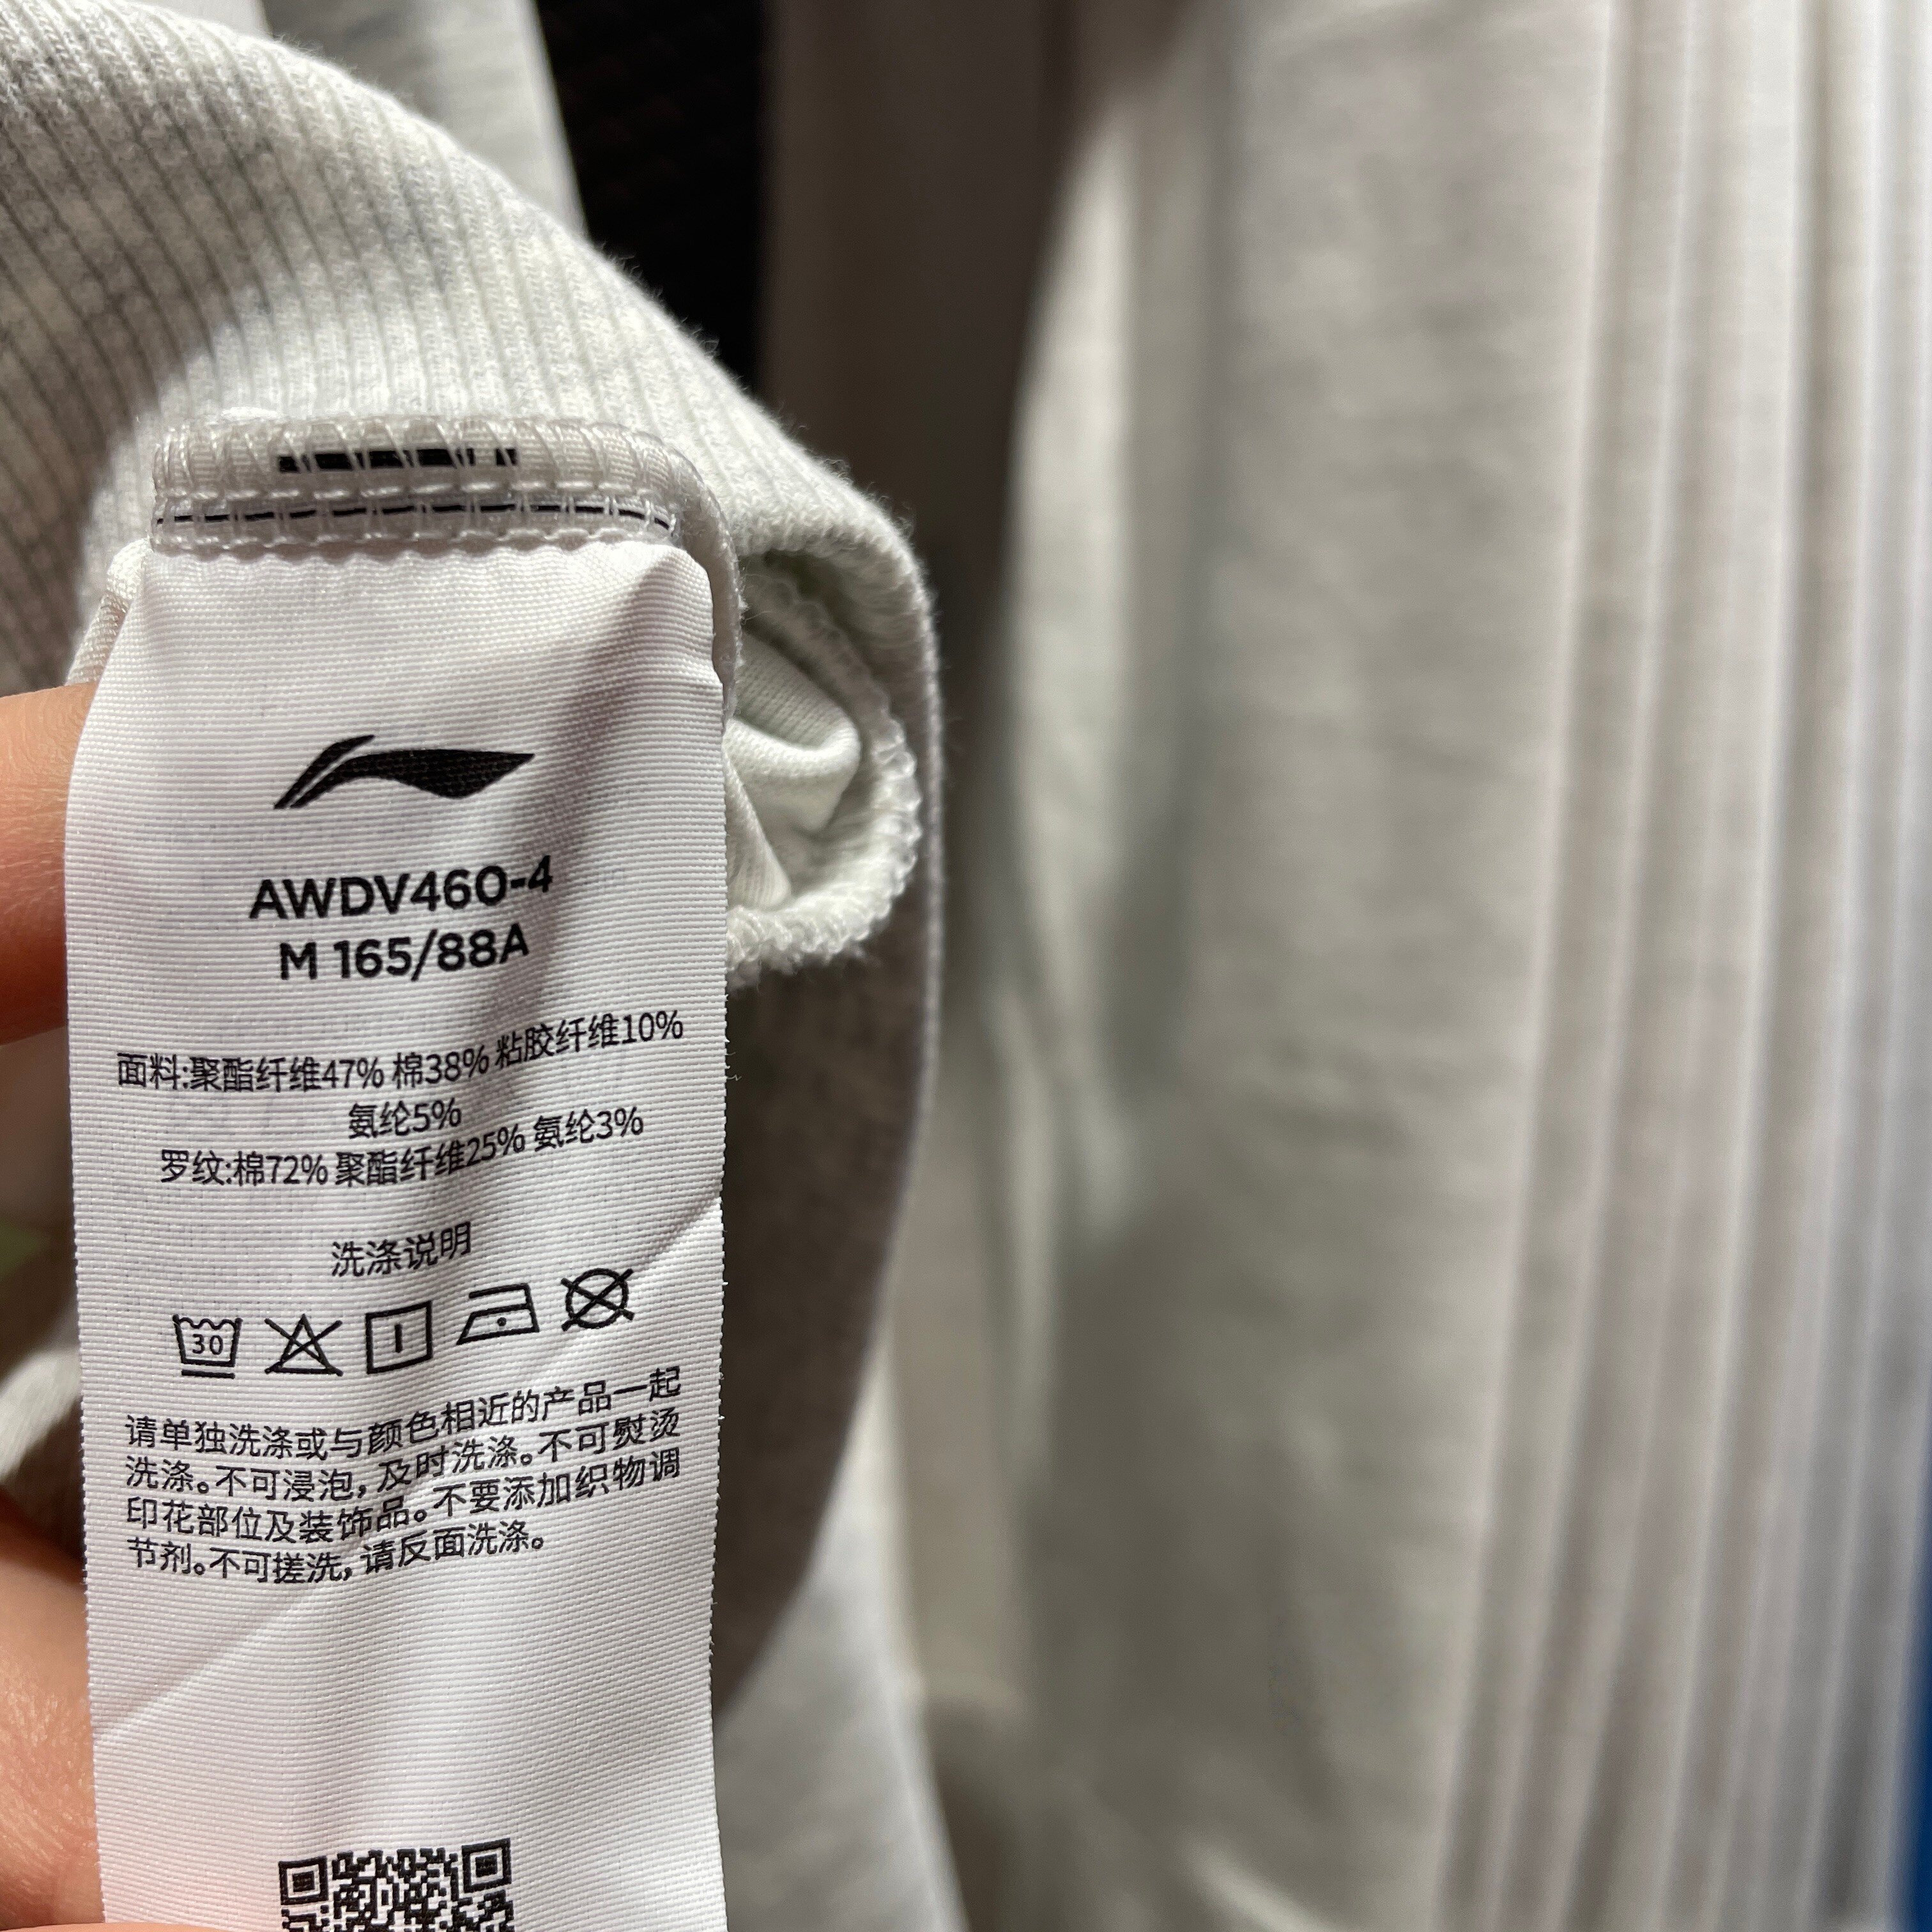 AWDV460-4
M 165/88A
面料:聚酯纤维47% 棉38% 粘胶纤维10%
氨纶5%
罗纹:棉72% 聚酯纤维25% 氨纶3%
洗涤说明
30
请单独洗涤或与颜色相近的产品一起
洗涤。不可浸泡,及时洗涤。不可熨烫
印花部位及装饰品。不要添加织物调
节剂。不可搓洗,请反面洗涤。